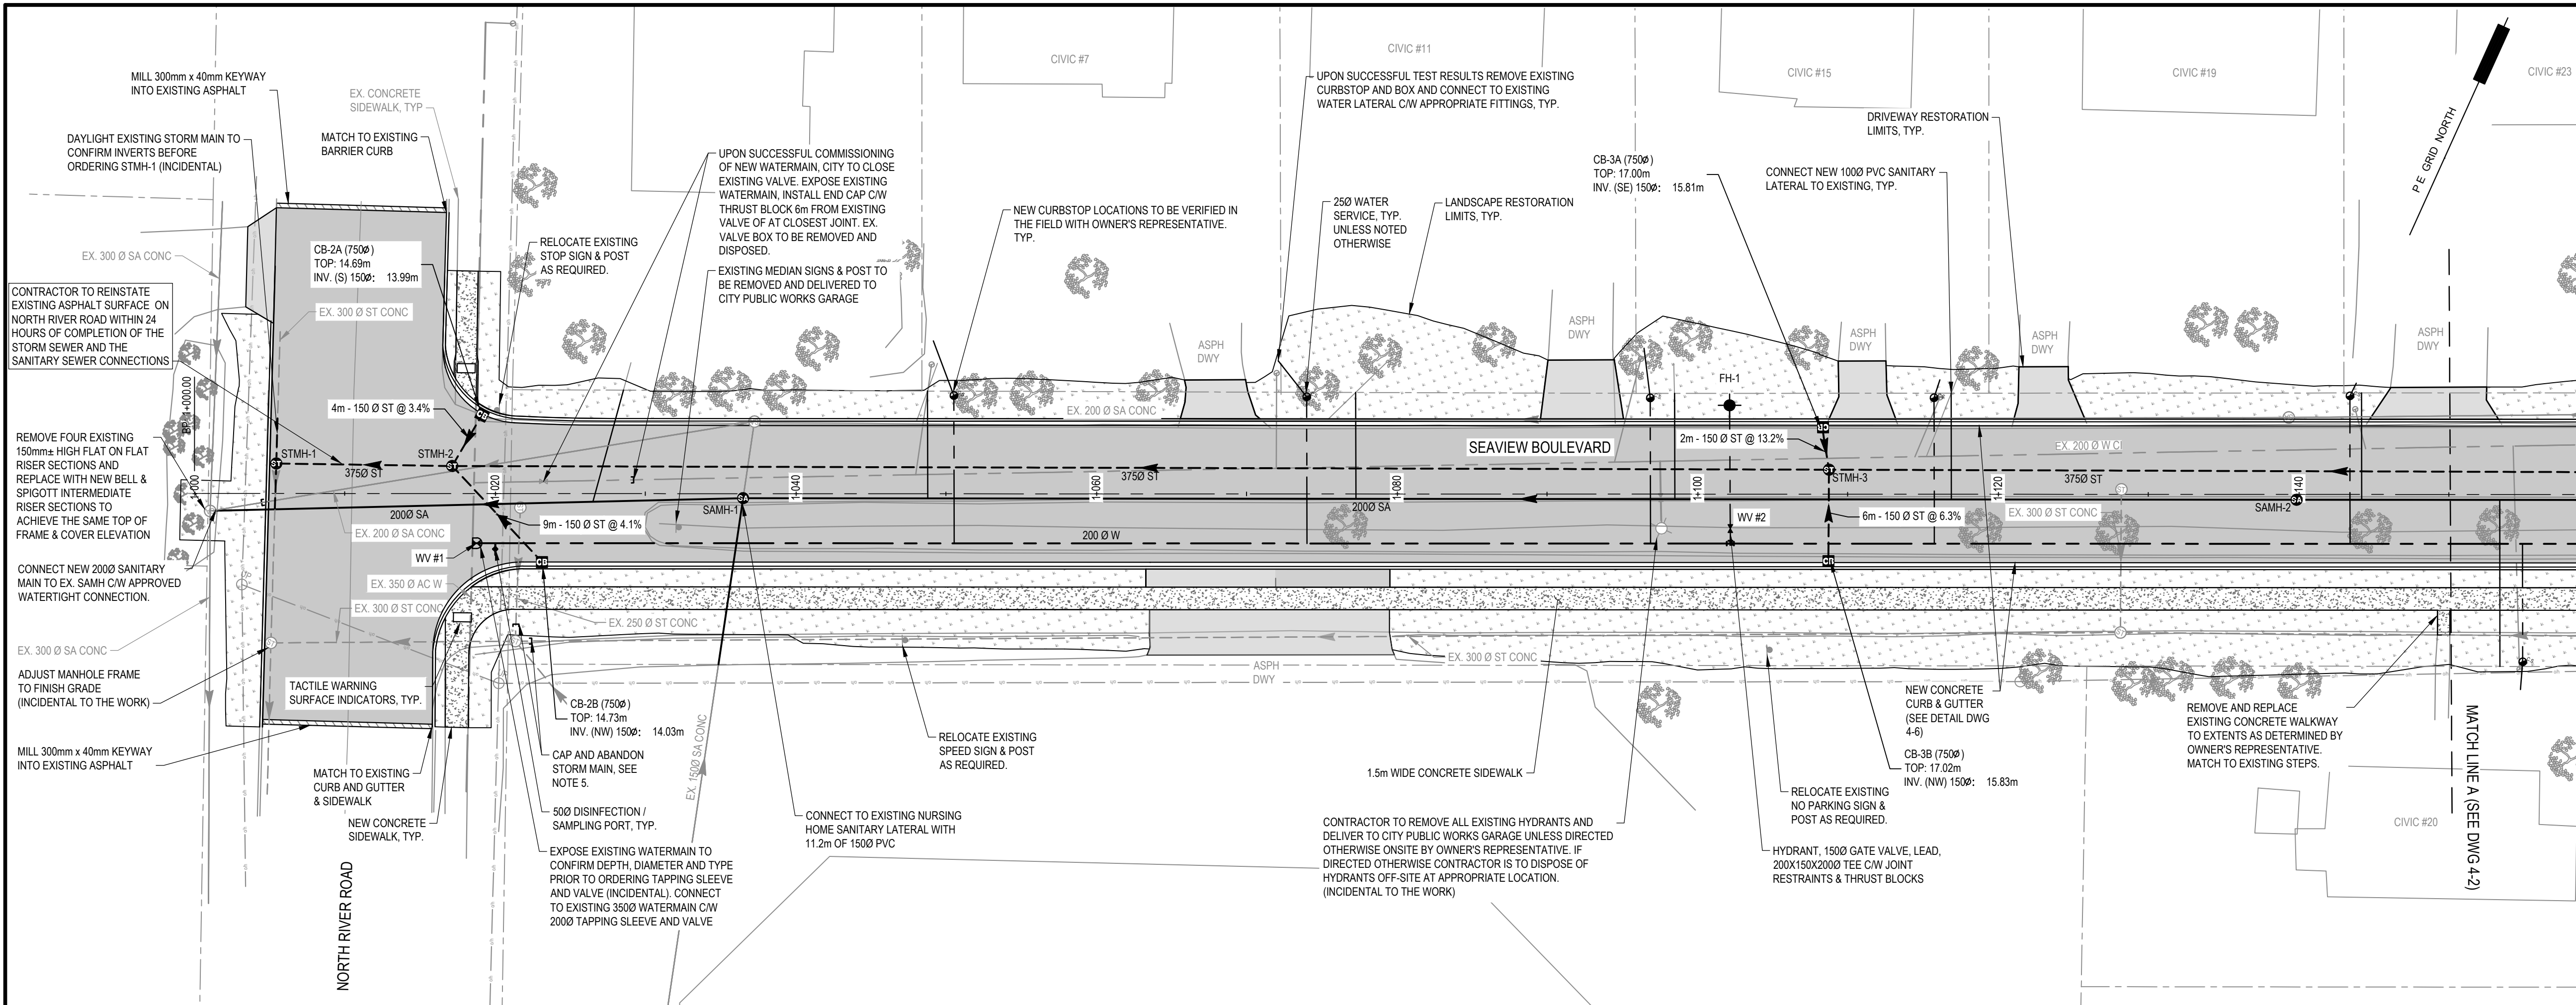 MILL 300mm x 40mm KEYWAY
INTO EXISTING ASPHALT
EX. CONCRETE
SIDEWALK, TYP
DAYLIGHT EXISTING STORM MAIN TO
CONFIRM INVERTS BEFORE
ORDERING STMH-1 (INCIDENTAL)
MATCH TO EXISTING
BARRIER CURB
UPON SUCCESSFUL COMMISSIONING
OF NEW WATERMAIN, CITY TO CLOSE
EXISTING VALVE. EXPOSE EXISTING
WATERMAIN, INSTALL END CAP C/W
THRUST BLOCK 6m FROM EXISTING
VALVE OF AT CLOSEST JOINT. EX.
VALVE BOX TO BE REMOVED AND
DISPOSED.
CIVIC #7
CIVIC #11
UPON SUCCESSFUL TEST RESULTS REMOVE EXISTING
CURBSTOP AND BOX AND CONNECT TO EXISTING
WATER LATERAL C/W APPROPRIATE FITTINGS, TYP.
CIVIC #15
CIVIC #19
CIVIC #23
P E GRID NORTH
DRIVEWAY RESTORATION
LIMITS, TYP.
CB-3A (750Ø)
TOP: 17.00m
INV. (SE) 150Ø: 15.81m
CONNECT NEW 100Ø PVC SANITARY
LATERAL TO EXISTING, TYP.
EX. 300 Ø SA CONC
CB-2A (750Ø)
TOP: 14.69m
INV. (S) 150Ø: 13.99m
RELOCATE EXISTING
STOP SIGN & POST
AS REQUIRED.
EXISTING MEDIAN SIGNS & POST TO
BE REMOVED AND DELIVERED TO
CITY PUBLIC WORKS GARAGE
NEW CURBSTOP LOCATIONS TO BE VERIFIED IN
THE FIELD WITH OWNER'S REPRESENTATIVE.
TYP.
25Ø WATER
SERVICE, TYP.
UNLESS NOTED
OTHERWISE
LANDSCAPE RESTORATION
LIMITS, TYP.
CONTRACTOR TO REINSTATE
EXISTING ASPHALT SURFACE ON
NORTH RIVER ROAD WITHIN 24
HOURS OF COMPLETION OF THE
STORM SEWER AND THE
SANITARY SEWER CONNECTIONS
EX. 300 Ø ST CONC
ASPH
DWY
ASPH
DWY
ASPH
DWY
ASPH
DWY
ASPH
DWY
FH-1
BP: 1+000.00
4m - 150 Ø ST @ 3.4%
EX. 200 Ø SA CONC
SEAVIEW BOULEVARD
2m - 150 Ø ST @ 13.2%
EX. 200 Ø W CI
REMOVE FOUR EXISTING
150mm± HIGH FLAT ON FLAT
RISER SECTIONS AND
REPLACE WITH NEW BELL &
SPIGOTT INTERMEDIATE
RISER SECTIONS TO
ACHIEVE THE SAME TOP OF
FRAME & COVER ELEVATION
STMH-1
STMH-2
375Ø ST
375Ø ST
STMH-3
375Ø ST
1+000
1+020
1+040
1+060
1+080
1+100
1+120
1+140
200Ø SA
SAMH-1
200Ø SA
SAMH-2
9m - 150 Ø ST @ 4.1%
WV #2
6m - 150 Ø ST @ 6.3%
EX. 300 Ø ST CONC
EX. 200 Ø SA CONC
200 Ø W
WV #1
CB
CB
CB
CB
ST
ST
ST
SA
SA
CONNECT NEW 200Ø SANITARY
MAIN TO EX. SAMH C/W APPROVED
WATERTIGHT CONNECTION.
EX. 350 Ø AC W
EX. 300 Ø ST CONC
EX. 250 Ø ST CONC
EX. 300 Ø SA CONC
EX. 300 Ø ST CONC
ASPH
DWY
ADJUST MANHOLE FRAME
TO FINISH GRADE
(INCIDENTAL TO THE WORK)
TACTILE WARNING
SURFACE INDICATORS, TYP.
CB-2B (750Ø)
TOP: 14.73m
INV. (NW) 150Ø: 14.03m
NEW CONCRETE
CURB & GUTTER
(SEE DETAIL DWG
4-6)
REMOVE AND REPLACE
EXISTING CONCRETE WALKWAY
TO EXTENTS AS DETERMINED BY
OWNER'S REPRESENTATIVE.
MATCH TO EXISTING STEPS.
MATCH LINE A (SEE DWG 4-2)
MILL 300mm x 40mm KEYWAY
INTO EXISTING ASPHALT
CAP AND ABANDON
STORM MAIN, SEE
NOTE 5.
RELOCATE EXISTING
SPEED SIGN & POST
AS REQUIRED.
EX. 150Ø SA CONC
CB-3B (750Ø)
TOP: 17.02m
INV. (NW) 150Ø: 15.83m
MATCH TO EXISTING
CURB AND GUTTER
& SIDEWALK
1.5m WIDE CONCRETE SIDEWALK
RELOCATE EXISTING
NO PARKING SIGN &
POST AS REQUIRED.
NEW CONCRETE
SIDEWALK, TYP.
50Ø DISINFECTION /
SAMPLING PORT, TYP.
CONNECT TO EXISTING NURSING
HOME SANITARY LATERAL WITH
11.2m OF 150Ø PVC
CONTRACTOR TO REMOVE ALL EXISTING HYDRANTS AND
DELIVER TO CITY PUBLIC WORKS GARAGE UNLESS DIRECTED
OTHERWISE ONSITE BY OWNER'S REPRESENTATIVE. IF
DIRECTED OTHERWISE CONTRACTOR IS TO DISPOSE OF
HYDRANTS OFF-SITE AT APPROPRIATE LOCATION.
(INCIDENTAL TO THE WORK)
CIVIC #20
EXPOSE EXISTING WATERMAIN TO
CONFIRM DEPTH, DIAMETER AND TYPE
PRIOR TO ORDERING TAPPING SLEEVE
AND VALVE (INCIDENTAL). CONNECT
TO EXISTING 350Ø WATERMAIN C/W
200Ø TAPPING SLEEVE AND VALVE
HYDRANT, 150Ø GATE VALVE, LEAD,
200X150X200Ø TEE C/W JOINT
RESTRAINTS & THRUST BLOCKS
NORTH RIVER ROAD